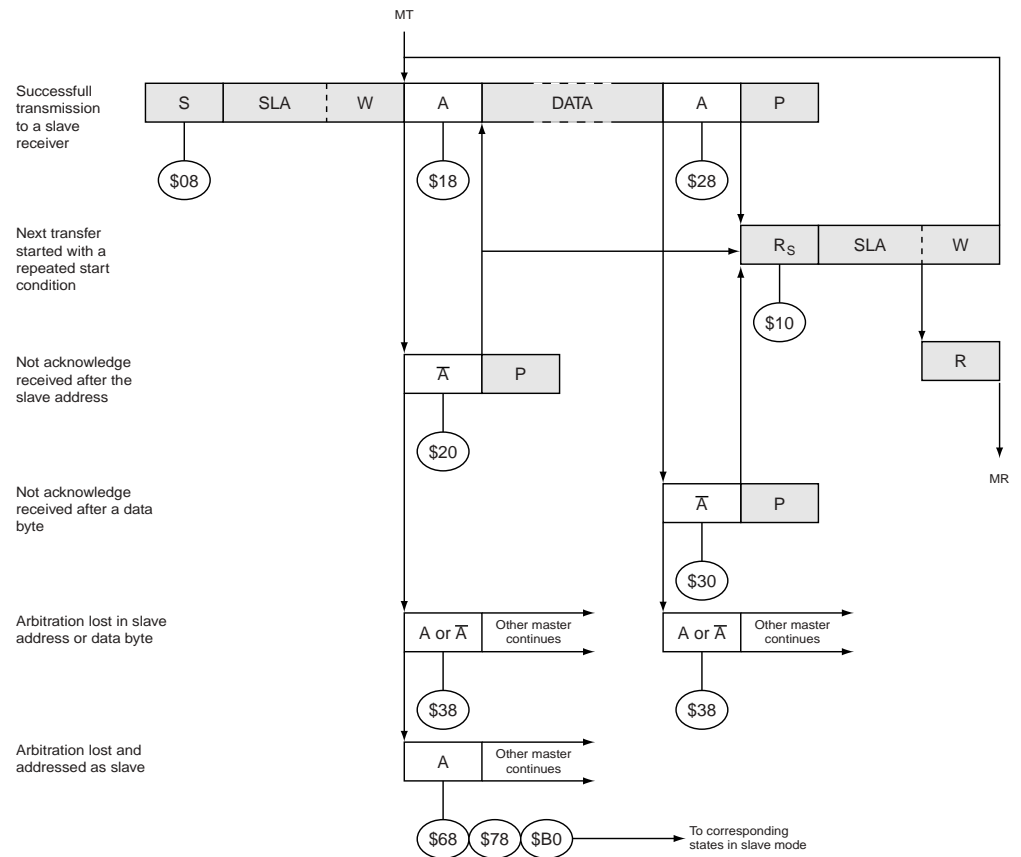 MT
Successfull
transmission
to a slave
receiver
S SLA W A DATA A P
$08 $18 $28
Next transfer
started with a
repeated start
condition
RS SLA W
$10
Not acknowledge
received after the
slave address
A̅ P
R
$20
MR
Not acknowledge
received after a data
byte
A̅ P
$30
Arbitration lost in slave
address or data byte
A or A̅
Other master
continues
A or A̅
Other master
continues
$38 $38
Arbitration lost and
addressed as slave
A
Other master
continues
$68 $78 $B0
To corresponding
states in slave mode